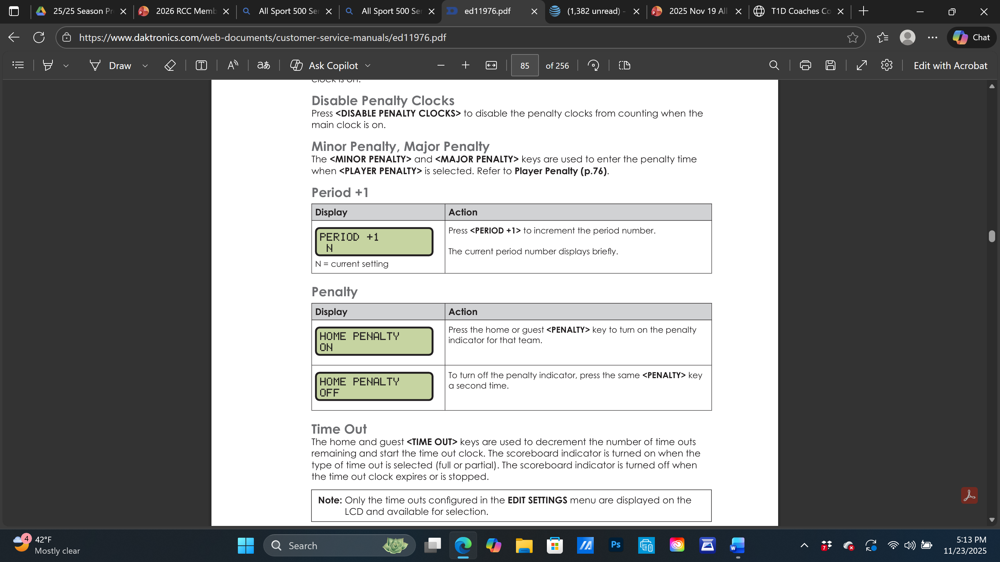 25/25 Season Pr
2026 RCC Memb
All Sport 500 Ser
All Sport 500 Ser
ed11976.pdf
(1,382 unread) -
2025 Nov 19 All
T1D Coaches Co
https://www.daktronics.com/web-documents/customer-service-manuals/ed11976.pdf
Chat
Draw
Ask Copilot
85
of 256
Edit with Acrobat
clock is on.
Disable Penalty Clocks
Press <DISABLE PENALTY CLOCKS> to disable the penalty clocks from counting when the
main clock is on.
Minor Penalty, Major Penalty
The <MINOR PENALTY> and <MAJOR PENALTY> keys are used to enter the penalty time
when <PLAYER PENALTY> is selected. Refer to Player Penalty (p.76).
Period +1
Display
Action
PERIOD +1
N
N = current setting
Press <PERIOD +1> to increment the period number.
The current period number displays briefly.
Penalty
Display
Action
HOME PENALTY
ON
Press the home or guest <PENALTY> key to turn on the penalty
indicator for that team.
HOME PENALTY
OFF
To turn off the penalty indicator, press the same <PENALTY> key
a second time.
Time Out
The home and guest <TIME OUT> keys are used to decrement the number of time outs
remaining and start the time out clock. The scoreboard indicator is turned on when the
type of time out is selected (full or partial). The scoreboard indicator is turned off when
the time out clock expires or is stopped.
Note: Only the time outs configured in the EDIT SETTINGS menu are displayed on the
LCD and available for selection.
4
42°F
Mostly clear
Search
Ps
W
7
5:13 PM
11/23/2025